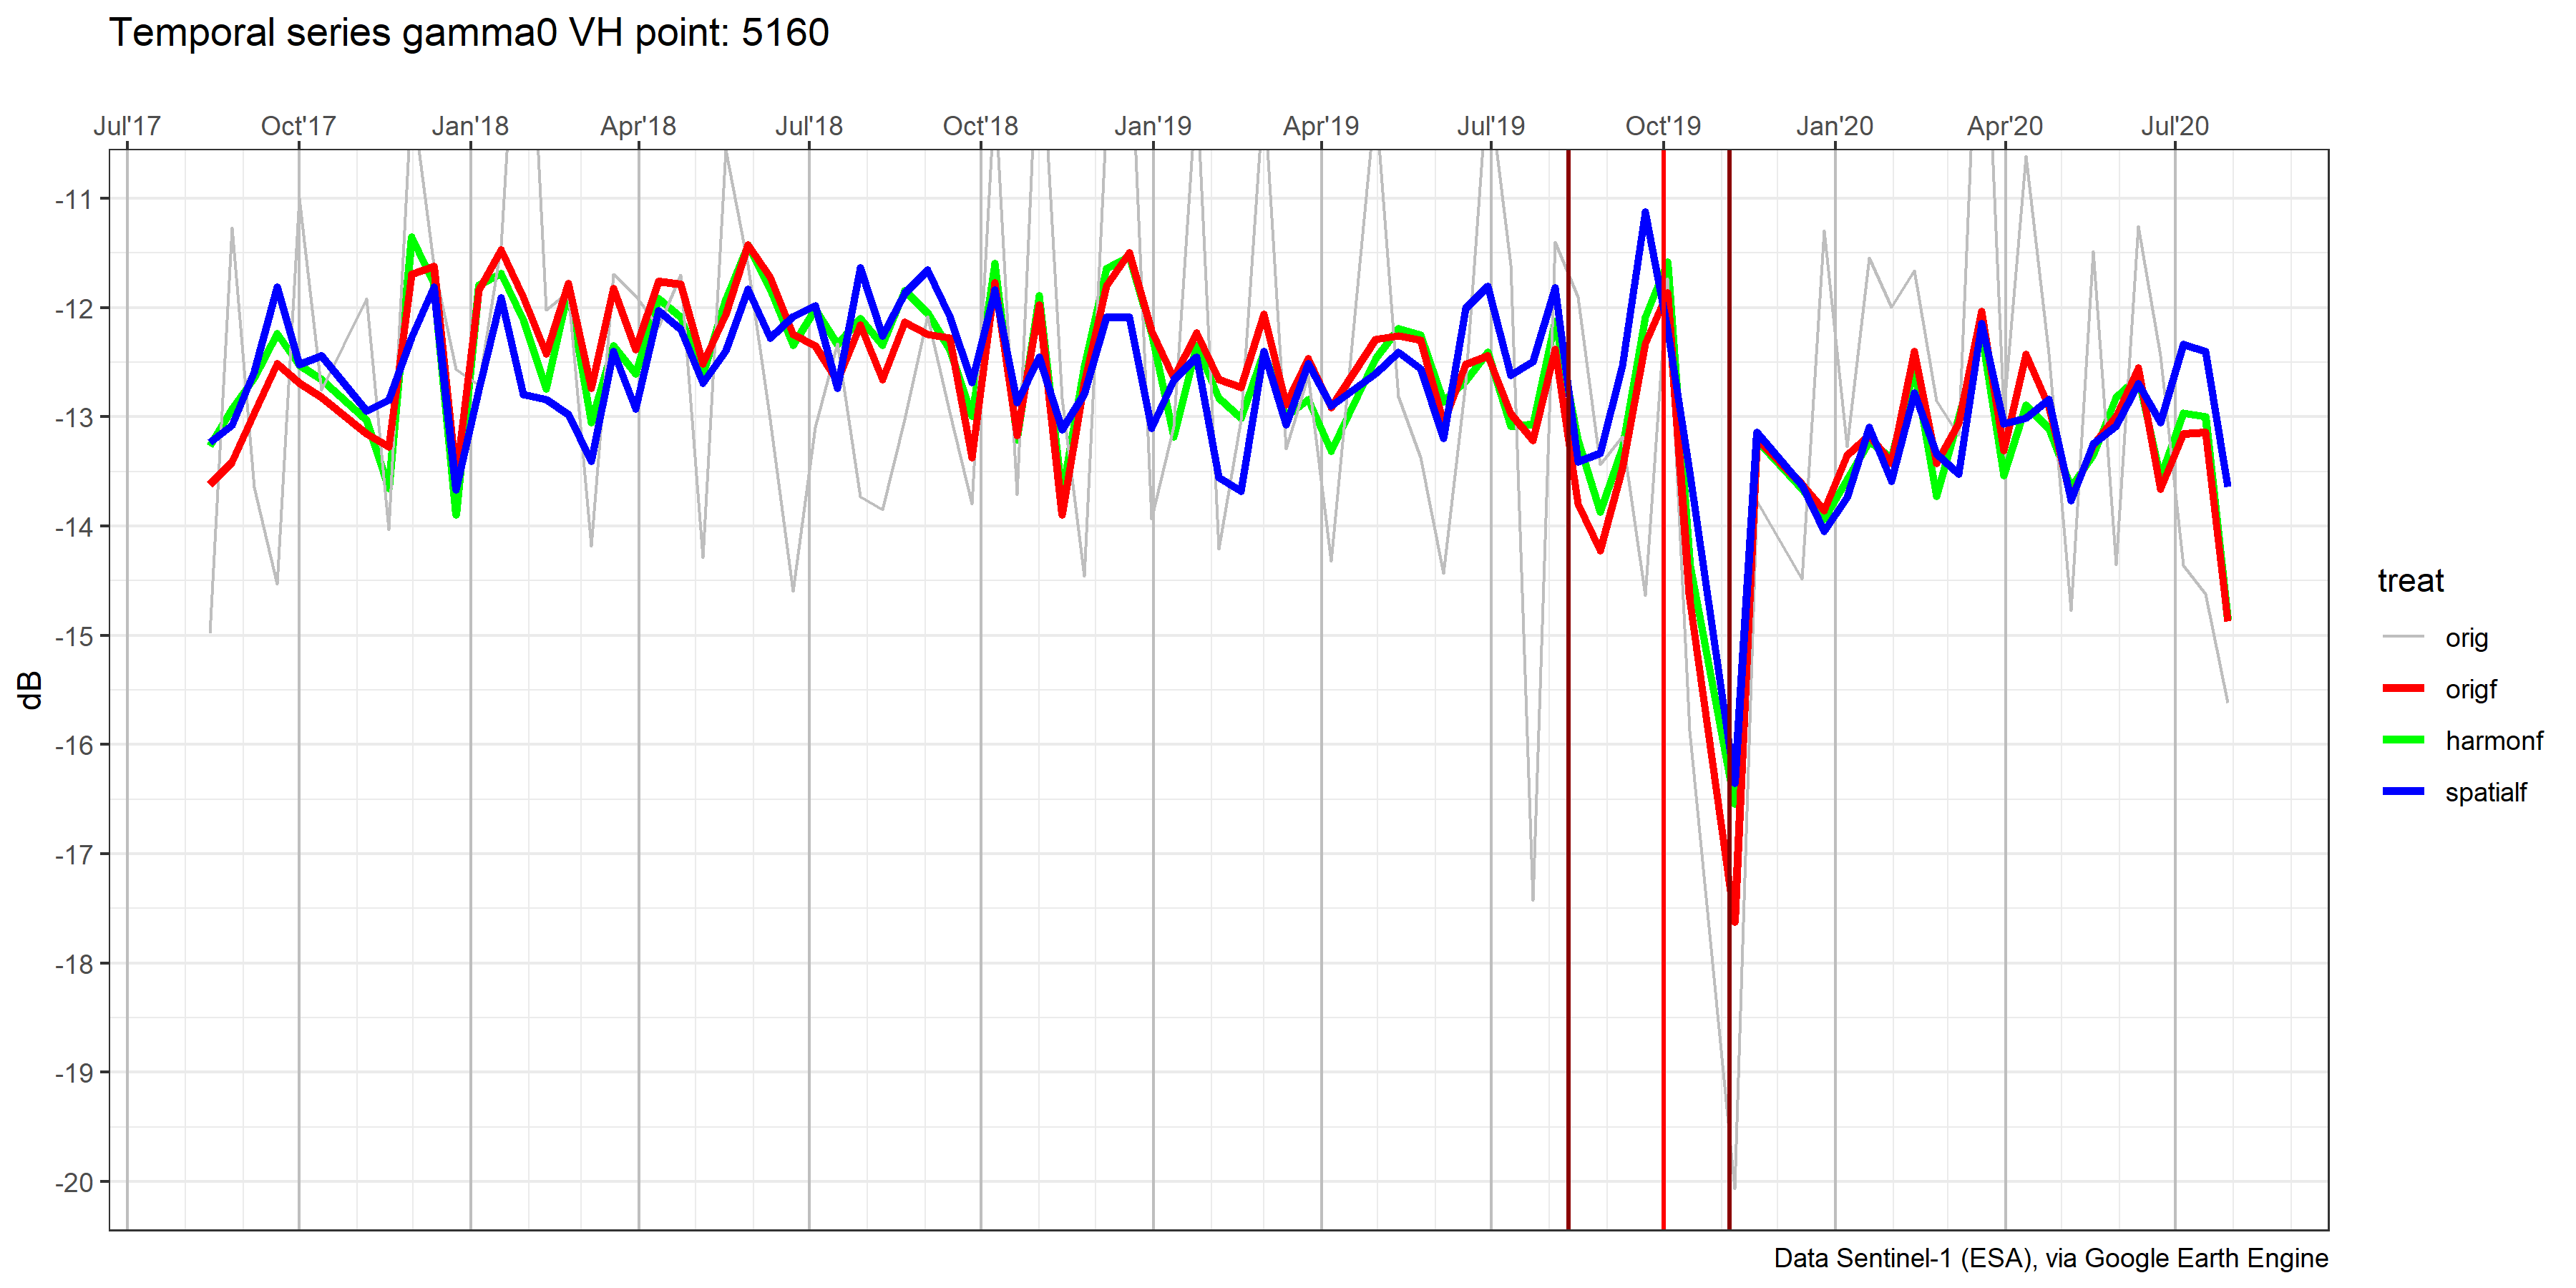 Temporal series gamma0 VH point: 5160
Jul'17 Oct'17 Jan'18 Apr'18 Jul'18 Oct'18 Jan'19 Apr'19 Jul'19 Oct'19 Jan'20 Apr'20 Jul'20
-11
-12
-13
-14
-15
-16
-17
-18
-19
-20
dB
treat
orig
origf
harmonf
spatialf
Data Sentinel-1 (ESA), via Google Earth Engine